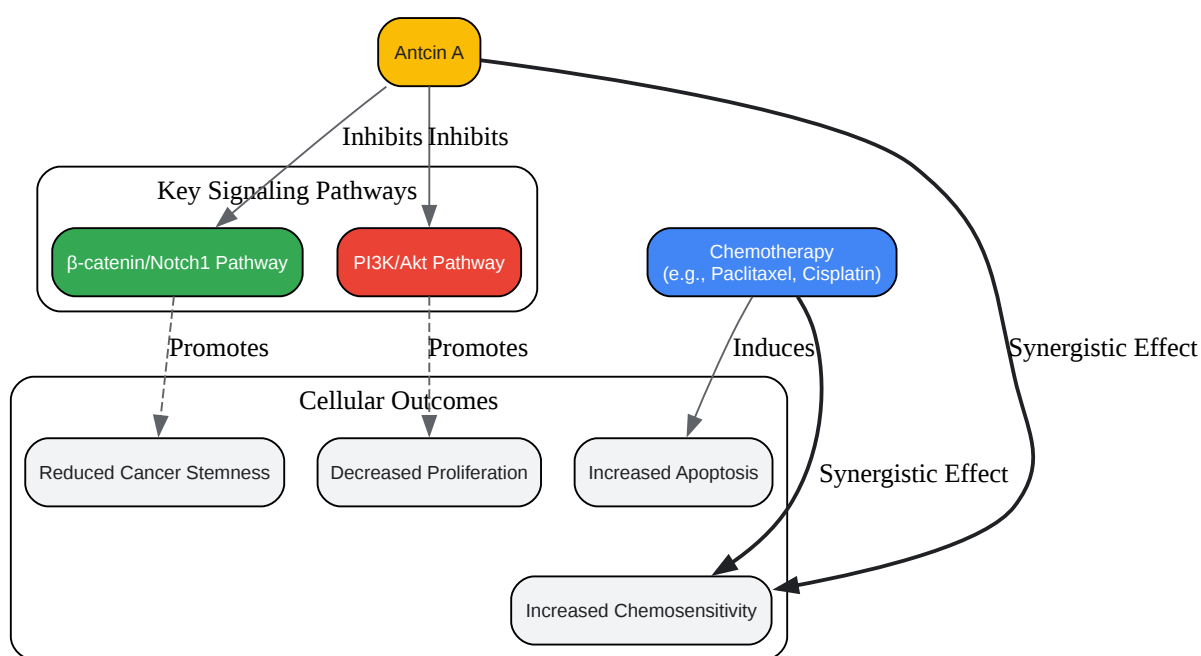 Antcin A
Inhibits Inhibits
Key Signaling Pathways
β-catenin/Notch1 Pathway
PI3K/Akt Pathway
Chemotherapy
(e.g., Paclitaxel, Cisplatin)
Promotes
Promotes
Induces
Synergistic Effect
Cellular Outcomes
Reduced Cancer Stemness
Decreased Proliferation
Increased Apoptosis
Synergistic Effect
Increased Chemosensitivity